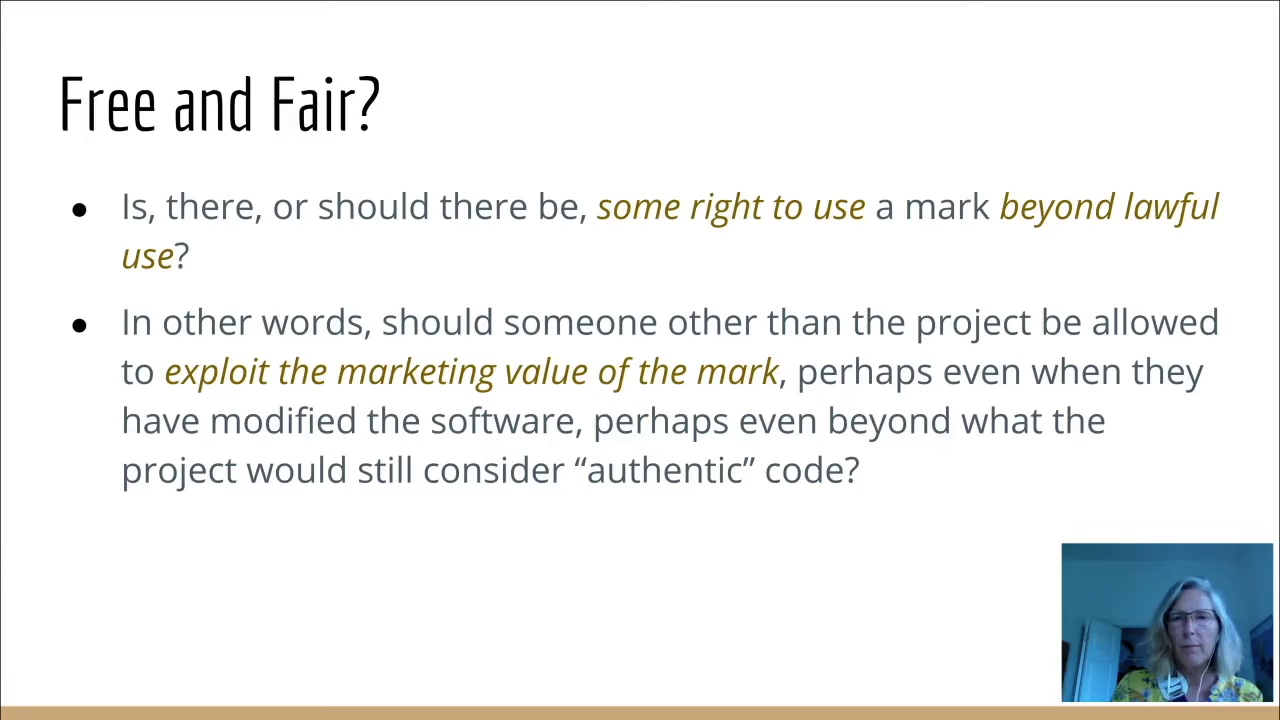 Free and Fair?
● Is, there, or should there be, some right to use a mark beyond lawful
use?
● In other words, should someone other than the project be allowed
to exploit the marketing value of the mark, perhaps even when they
have modified the software, perhaps even beyond what the
project would still consider “authentic” code?